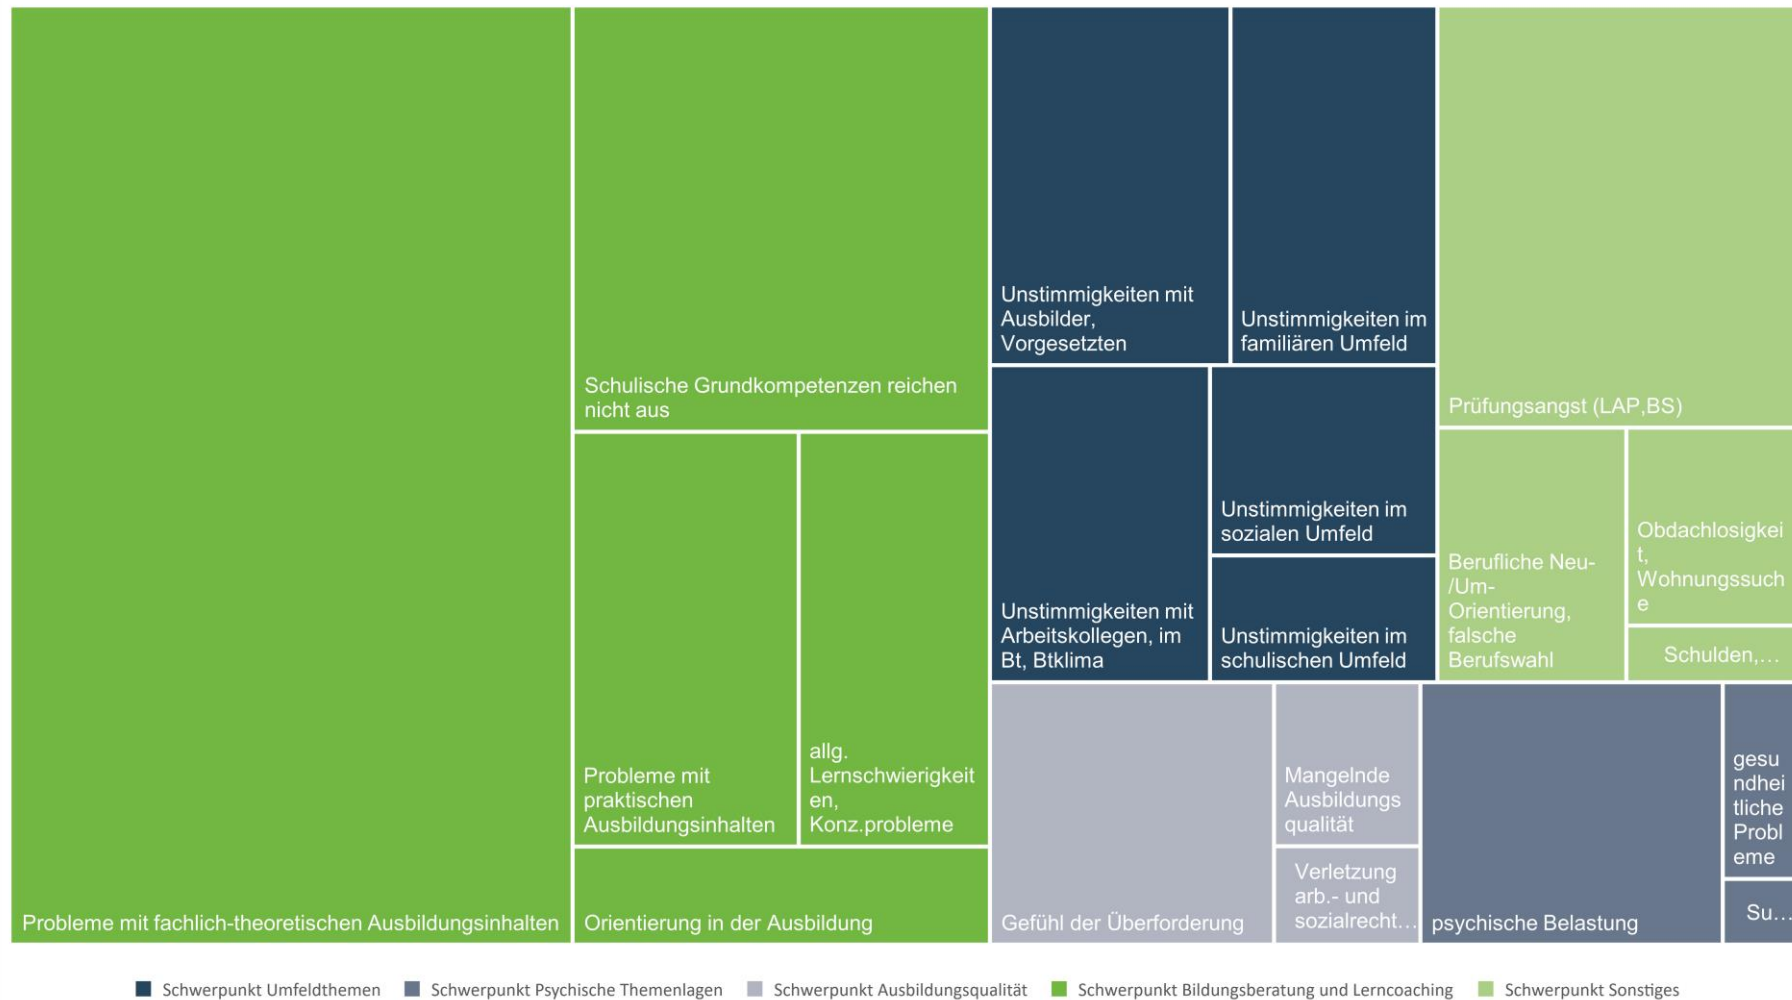 Probleme mit fachlich-theoretischen Ausbildungsinhalten
Schulische Grundkompetenzen reichen
nicht aus
Probleme mit
praktischen
Ausbildungsinhalten
allg.
Lernschwierigkeit
en,
Konz.probleme
Orientierung in der Ausbildung
Unstimmigkeiten mit
Ausbilder,
Vorgesetzten
Unstimmigkeiten im
familiären Umfeld
Unstimmigkeiten mit
Arbeitskollegen, im
Bt, Btklima
Unstimmigkeiten im
sozialen Umfeld
Unstimmigkeiten im
schulischen Umfeld
Prüfungsangst (LAP,BS)
Berufliche Neu-
/Um-
Orientierung,
falsche
Berufswahl
Obdachlosigkei
t,
Wohnungssuch
e
Schulden,…
Gefühl der Überforderung
Mangelnde
Ausbildungs
qualität
Verletzung
arb.- und
sozialrecht…
psychische Belastung
gesu
ndhei
tliche
Probl
eme
Su…
Schwerpunkt Umfeldthemen
Schwerpunkt Psychische Themenlagen
Schwerpunkt Ausbildungsqualität
Schwerpunkt Bildungsberatung und Lerncoaching
Schwerpunkt Sonstiges